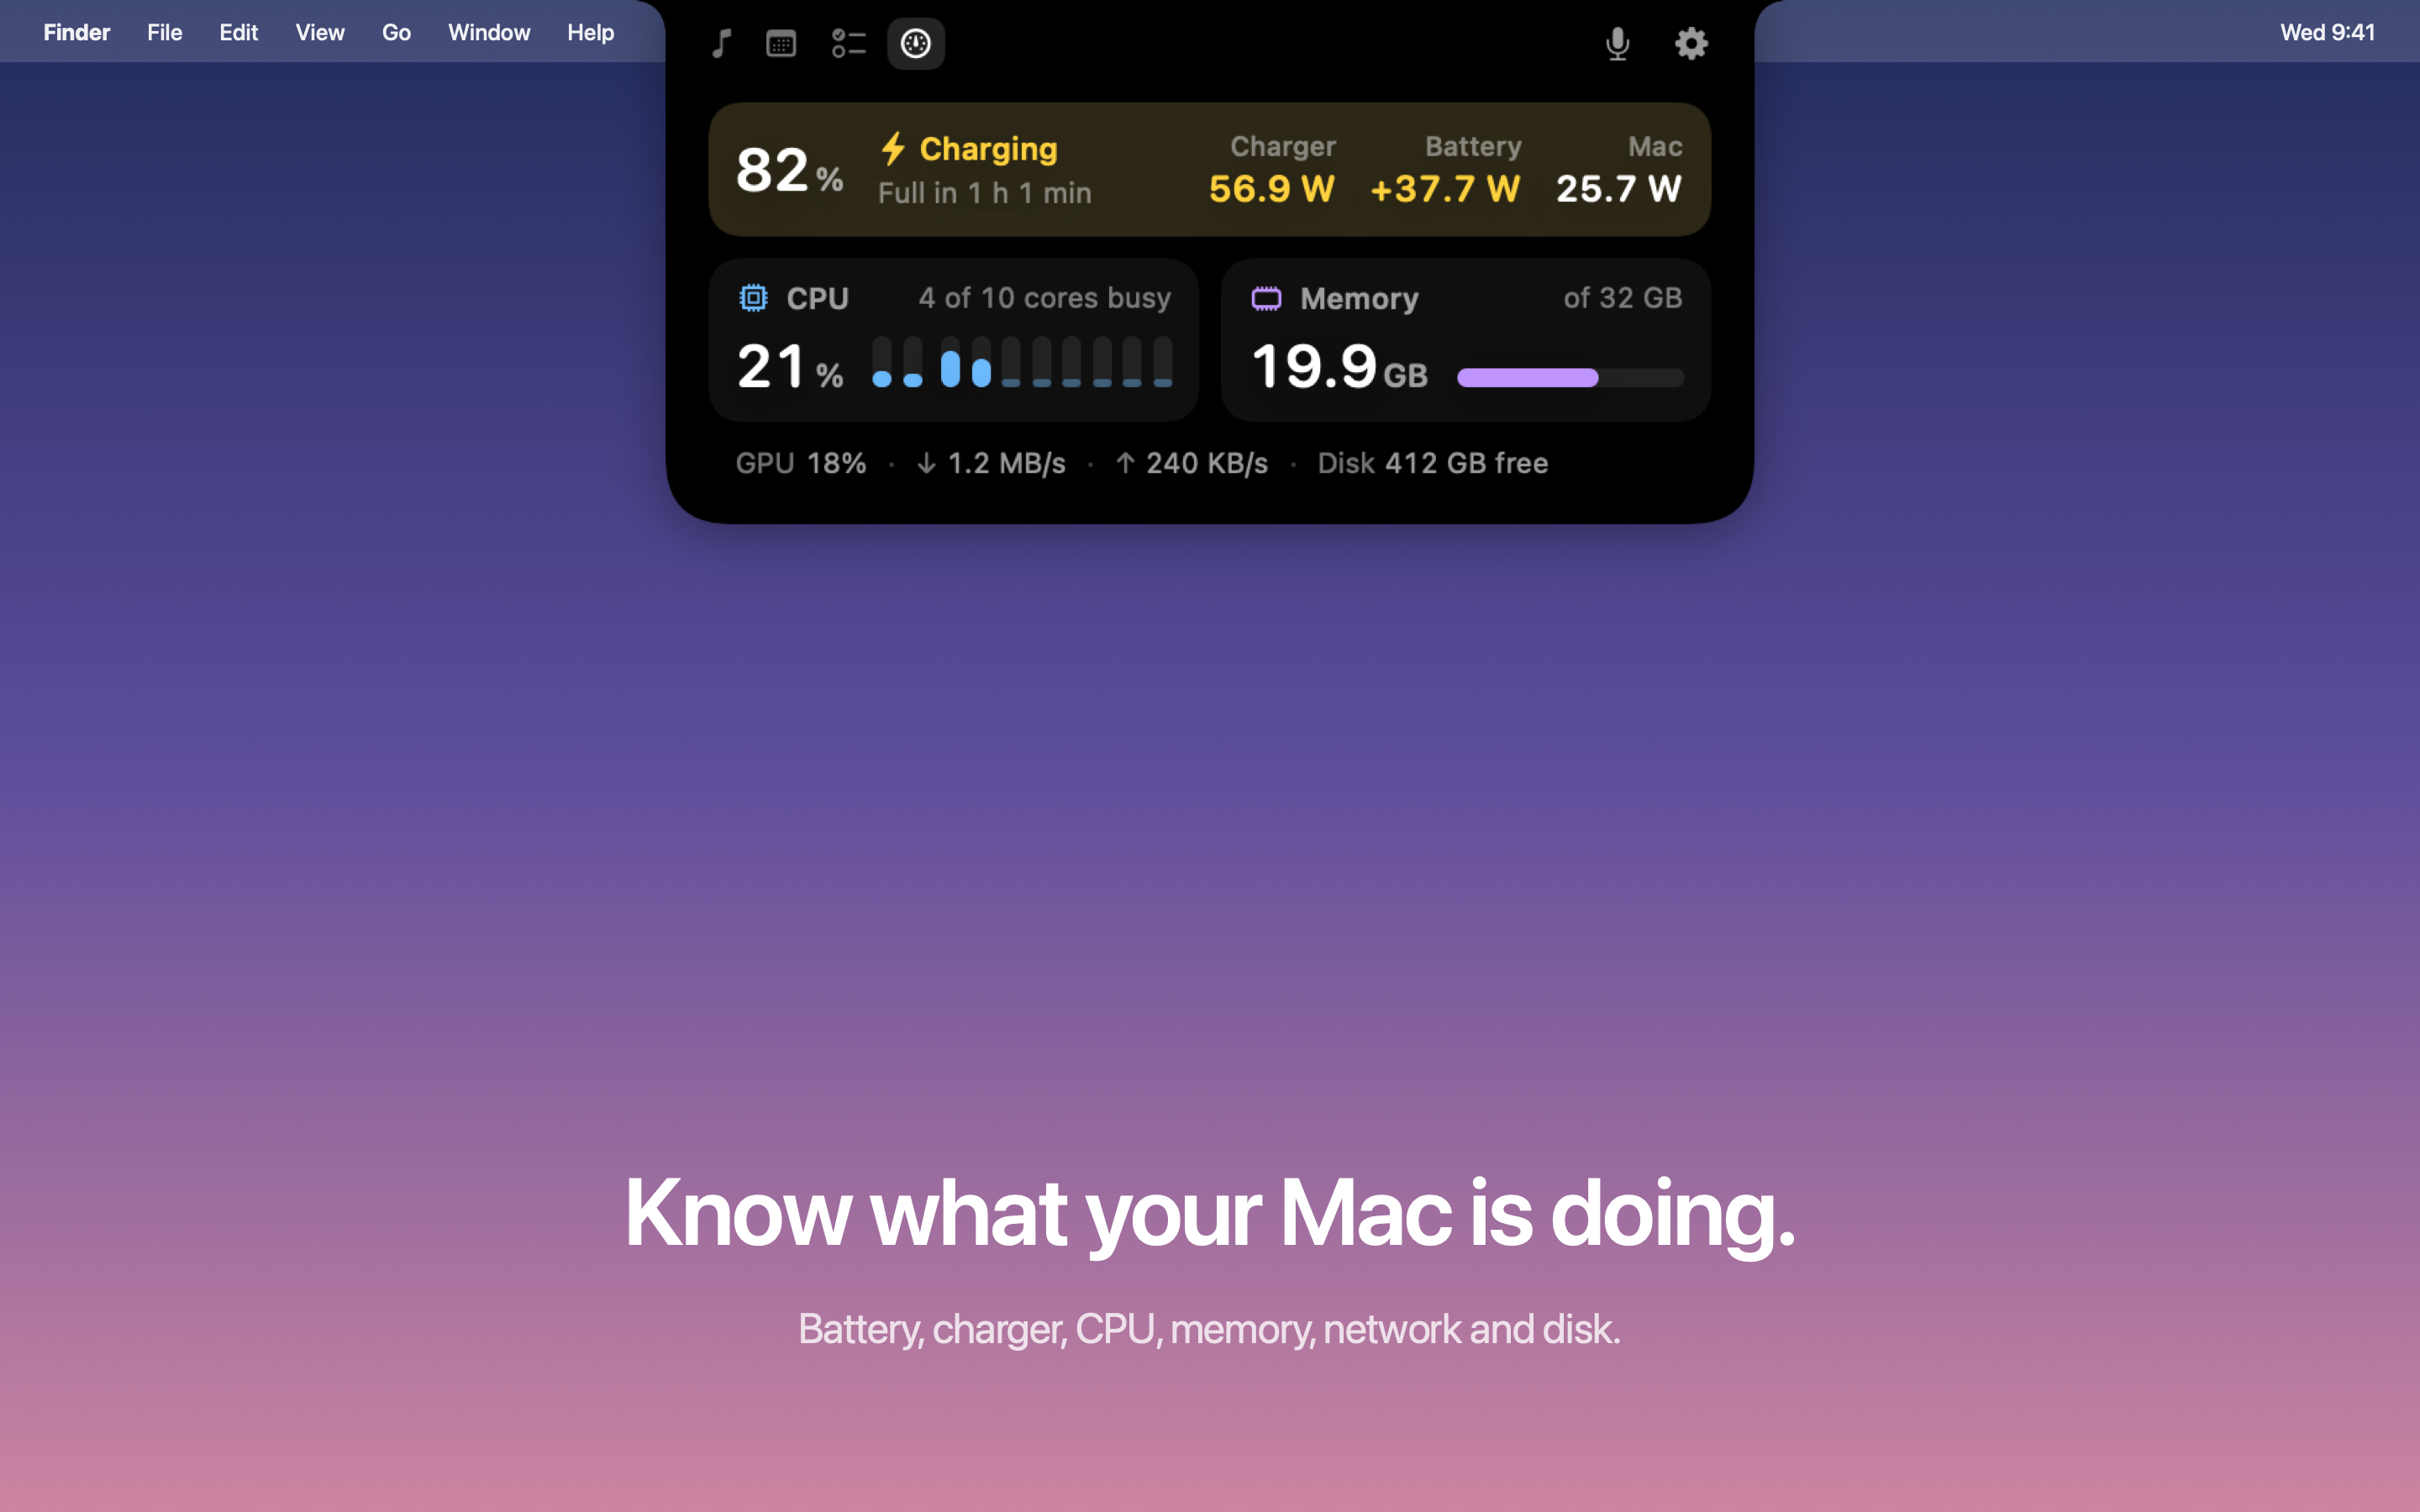 Finder File Edit View Go Window Help Wed 9:41
82% Charging Charger Battery Mac
Full in 1 h 1 min 56.9 W +37.7 W 25.7 W
CPU 4 of 10 cores busy
21%
Memory of 32 GB
19.9 GB
GPU 18% · ↓ 1.2 MB/s · ↑ 240 KB/s · Disk 412 GB free
Know what your Mac is doing.
Battery, charger, CPU, memory, network and disk.